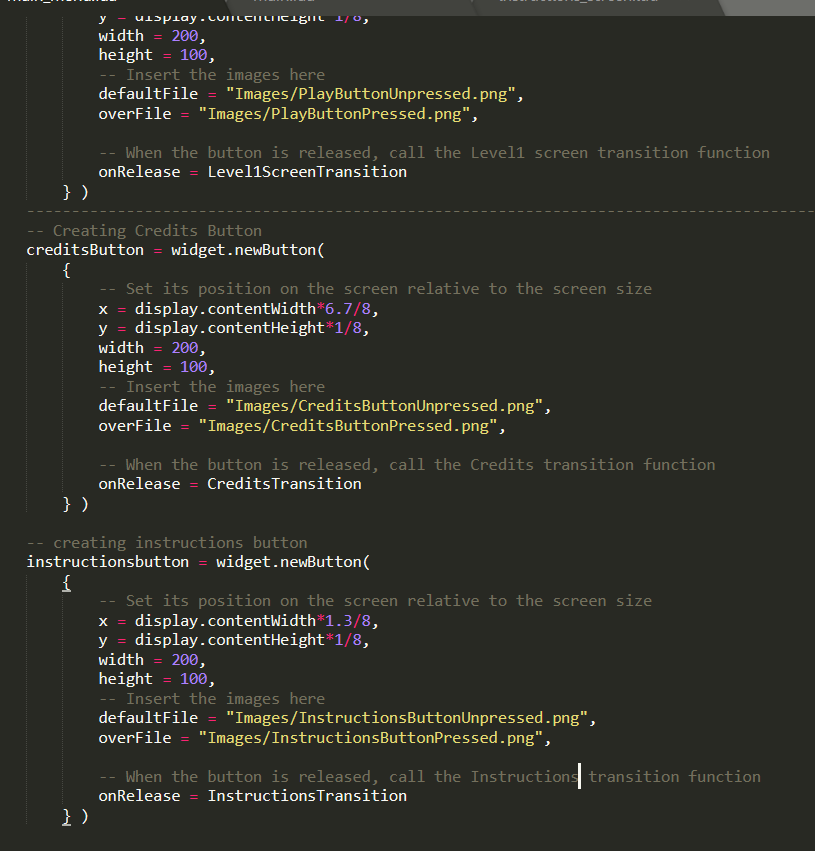 y = display.contentHeight*1/8,
width = 200,
height = 100,
-- Insert the images here
defaultFile = "Images/PlayButtonUnpressed.png",
overFile = "Images/PlayButtonPressed.png",
-- When the button is released, call the Level1 screen transition function
onRelease = Level1ScreenTransition
} )
-----------------------------------------------------------------------------------------
-- Creating Credits Button
creditsButton = widget.newButton(
{
-- Set its position on the screen relative to the screen size
x = display.contentWidth*6.7/8,
y = display.contentHeight*1/8,
width = 200,
height = 100,
-- Insert the images here
defaultFile = "Images/CreditsButtonUnpressed.png",
overFile = "Images/CreditsButtonPressed.png",
-- When the button is released, call the Credits transition function
onRelease = CreditsTransition
} )
-- creating instructions button
instructionsbutton = widget.newButton(
{
-- Set its position on the screen relative to the screen size
x = display.contentWidth*1.3/8,
y = display.contentHeight*1/8,
width = 200,
height = 100,
-- Insert the images here
defaultFile = "Images/InstructionsButtonUnpressed.png",
overFile = "Images/InstructionsButtonPressed.png",
-- When the button is released, call the Instructions transition function
onRelease = InstructionsTransition
} )